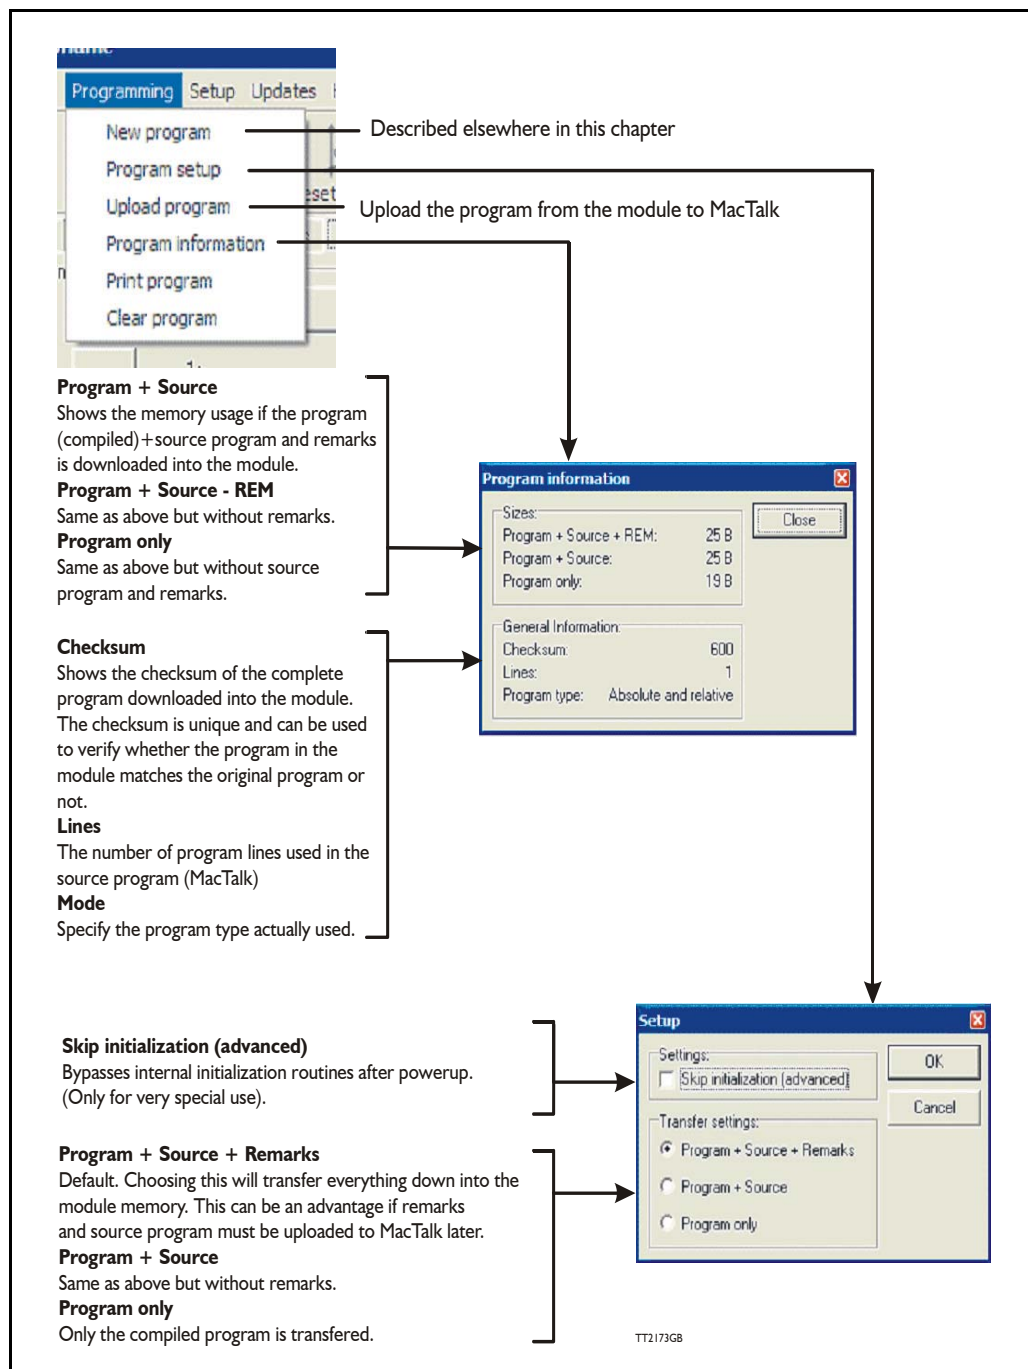 Programming Setup Updates
New program
Program setup
Upload program
Program information
Print program
Clear program
eset
1:
Described elsewhere in this chapter
Upload the program from the module to MacTalk
Program + Source
Shows the memory usage if the program
(compiled)+source program and remarks
is downloaded into the module.
Program + Source - REM
Same as above but without remarks.
Program only
Same as above but without source
program and remarks.
Checksum
Shows the checksum of the complete
program downloaded into the module.
The checksum is unique and can be used
to verify whether the program in the
module matches the original program or
not.
Lines
The number of program lines used in the
source program (MacTalk)
Mode
Specify the program type actually used.
Program information
Sizes:
Program + Source + REM: 25 B
Program + Source: 25 B
Program only: 19 B
Close
General Information:
Checksum: 600
Lines: 1
Program type: Absolute and relative
Skip initialization (advanced)
Bypasses internal initialization routines after powerup.
(Only for very special use).
Program + Source + Remarks
Default. Choosing this will transfer everything down into the
module memory. This can be an advantage if remarks
and source program must be uploaded to MacTalk later.
Program + Source
Same as above but without remarks.
Program only
Only the compiled program is transfered.
Setup
Settings:
Skip initialization (advanced)
OK
Cancel
Transfer settings:
Program + Source + Remarks
Program + Source
Program only
TT2173GB